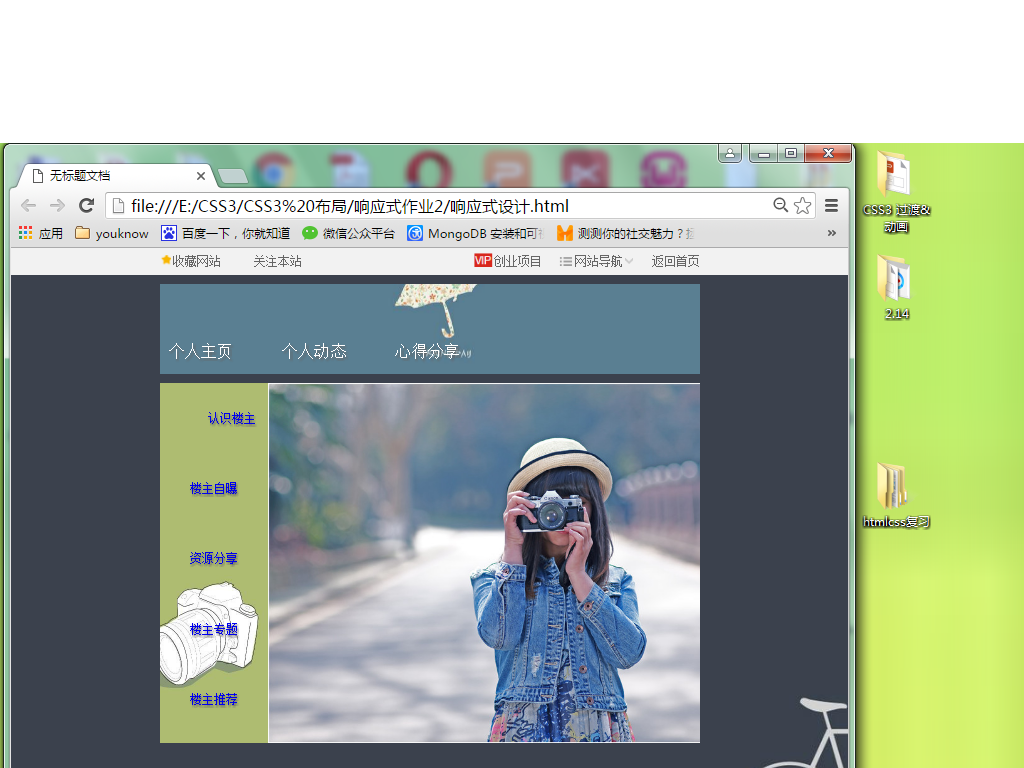 无标题文档
file:///E:/CSS3/CSS3%20布局/响应式作业2/响应式设计.html
应用 youknow 百度一下，你就知道 微信公众平台 MongoDB 安装和可 测测你的社交魅力？
收藏网站 关注本站 VIP 创业项目 网站导航 返回首页
个人主页 个人动态 心得分享
认识楼主
楼主自曝
资源分享
楼主专题
楼主推荐
CSS3 过渡&
动画
2.14
htmlcss复习